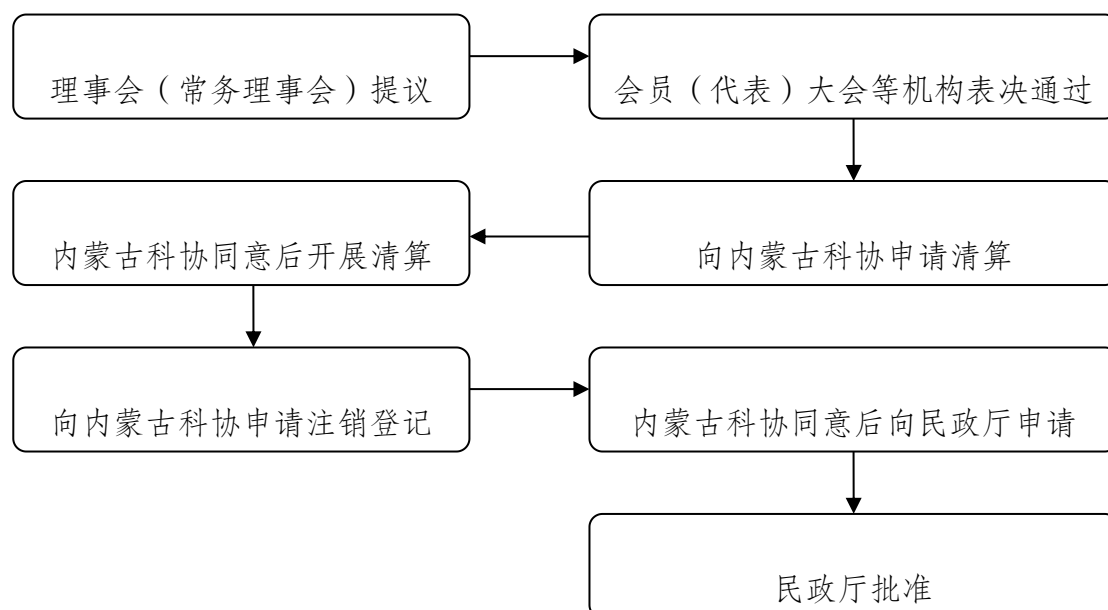 理事会（常务理事会）提议
会员（代表）大会等机构表决通过
向内蒙古科协申请清算
内蒙古科协同意后开展清算
向内蒙古科协申请注销登记
内蒙古科协同意后向民政厅申请
民政厅批准